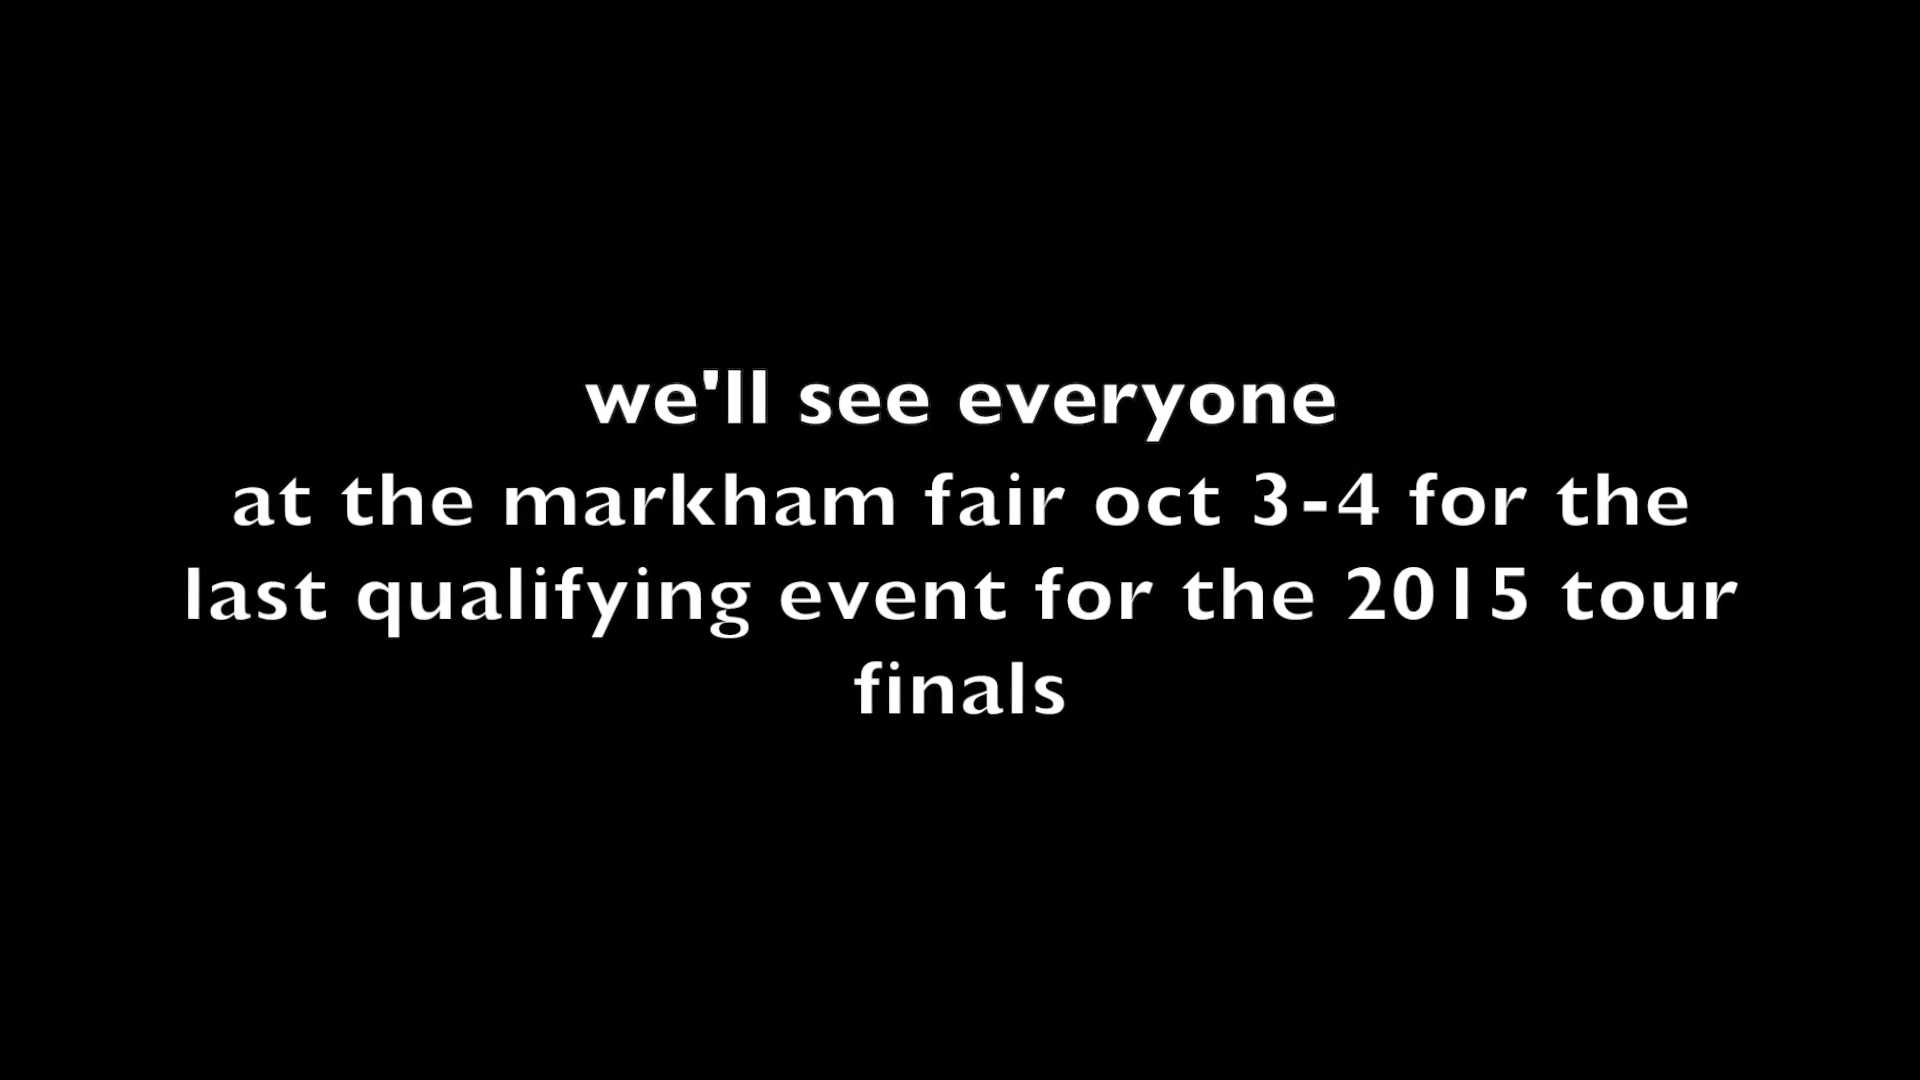 we'll see everyone
at the markham fair oct 3-4 for the
last qualifying event for the 2015 tour
finals